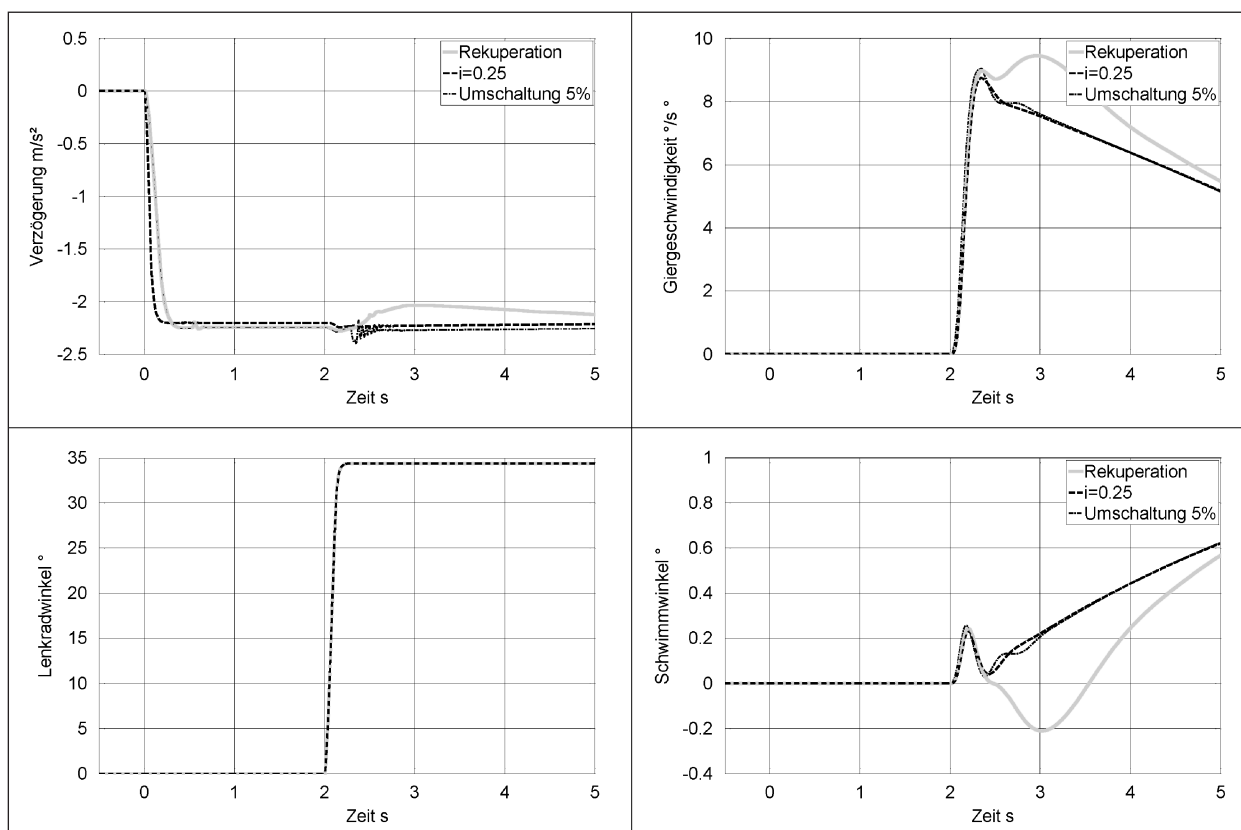 0.5
0
-0.5
-1
-1.5
-2
-2.5
Verzögerung m/s²
0 1 2 3 4 5
Zeit s
Rekuperation
i=0.25
Umschaltung 5%
10
8
6
4
2
0
Giergeschwindigkeit °/s °
0 1 2 3 4 5
Zeit s
Rekuperation
i=0.25
Umschaltung 5%
35
30
25
20
15
10
5
0
Lenkradwinkel °
0 1 2 3 4 5
Zeit s
1
0.8
0.6
0.4
0.2
0
-0.2
-0.4
Schwimmwinkel °
0 1 2 3 4 5
Zeit s
Rekuperation
i=0.25
Umschaltung 5%